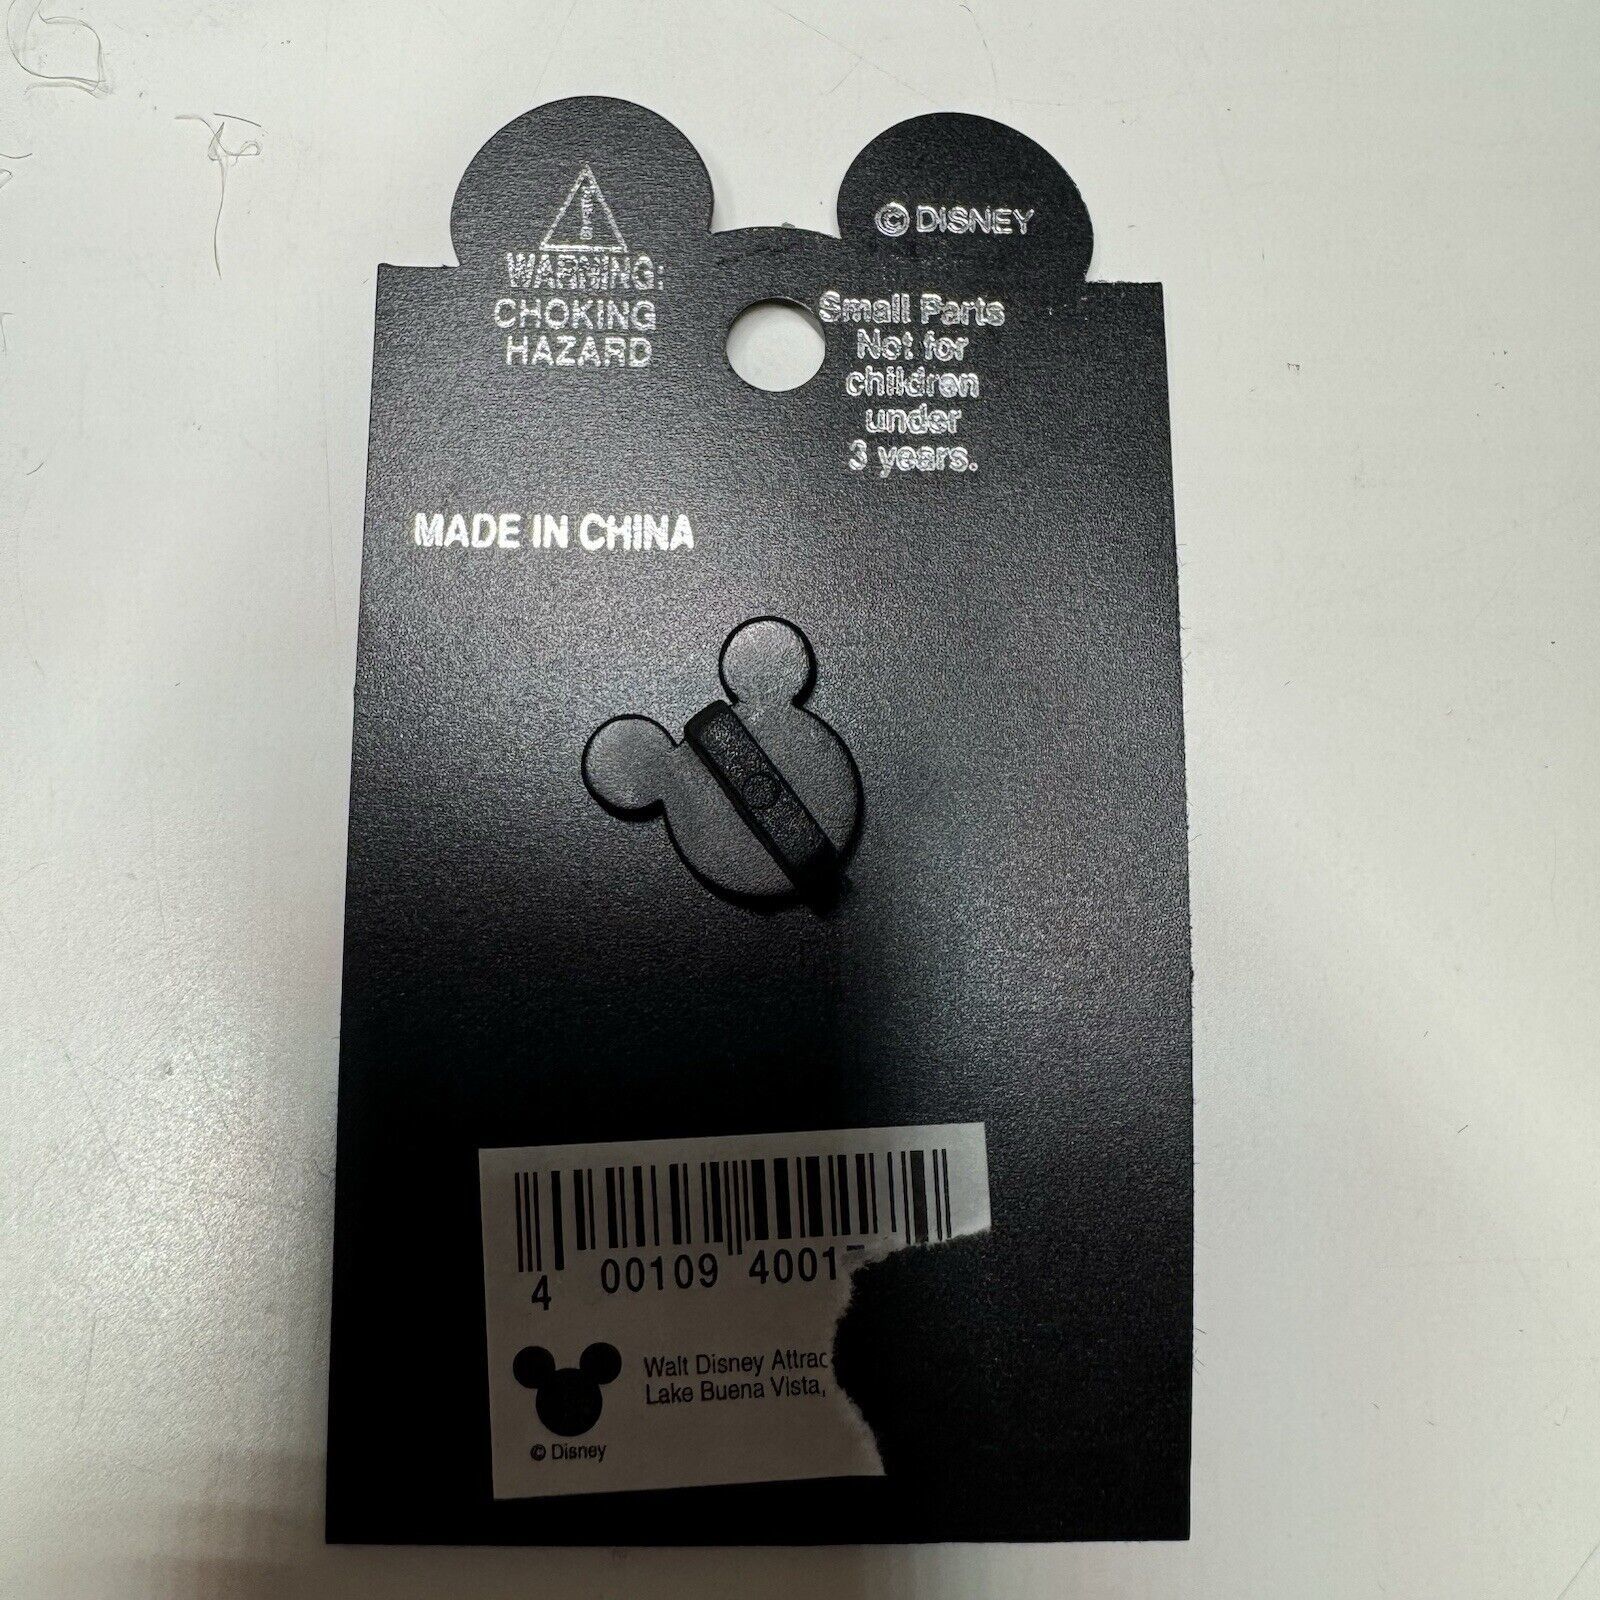 WARNING:
CHOKING
HAZARD
© DISNEY
Small Parts
Not for
children
under
3 years.
MADE IN CHINA
4 00109 4001
Walt Disney Attrac
Lake Buena Vista,
© Disney